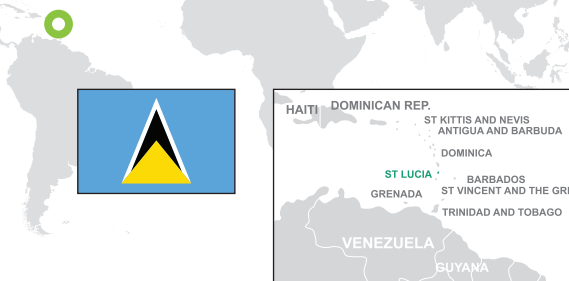 HAITI
DOMINICAN REP.
ST KITTIS AND NEVIS
ANTIGUA AND BARBUDA
DOMINICA
ST LUCIA
BARBADOS
GRENADA
ST VINCENT AND THE GRE
TRINIDAD AND TOBAGO
VENEZUELA
GUYANA